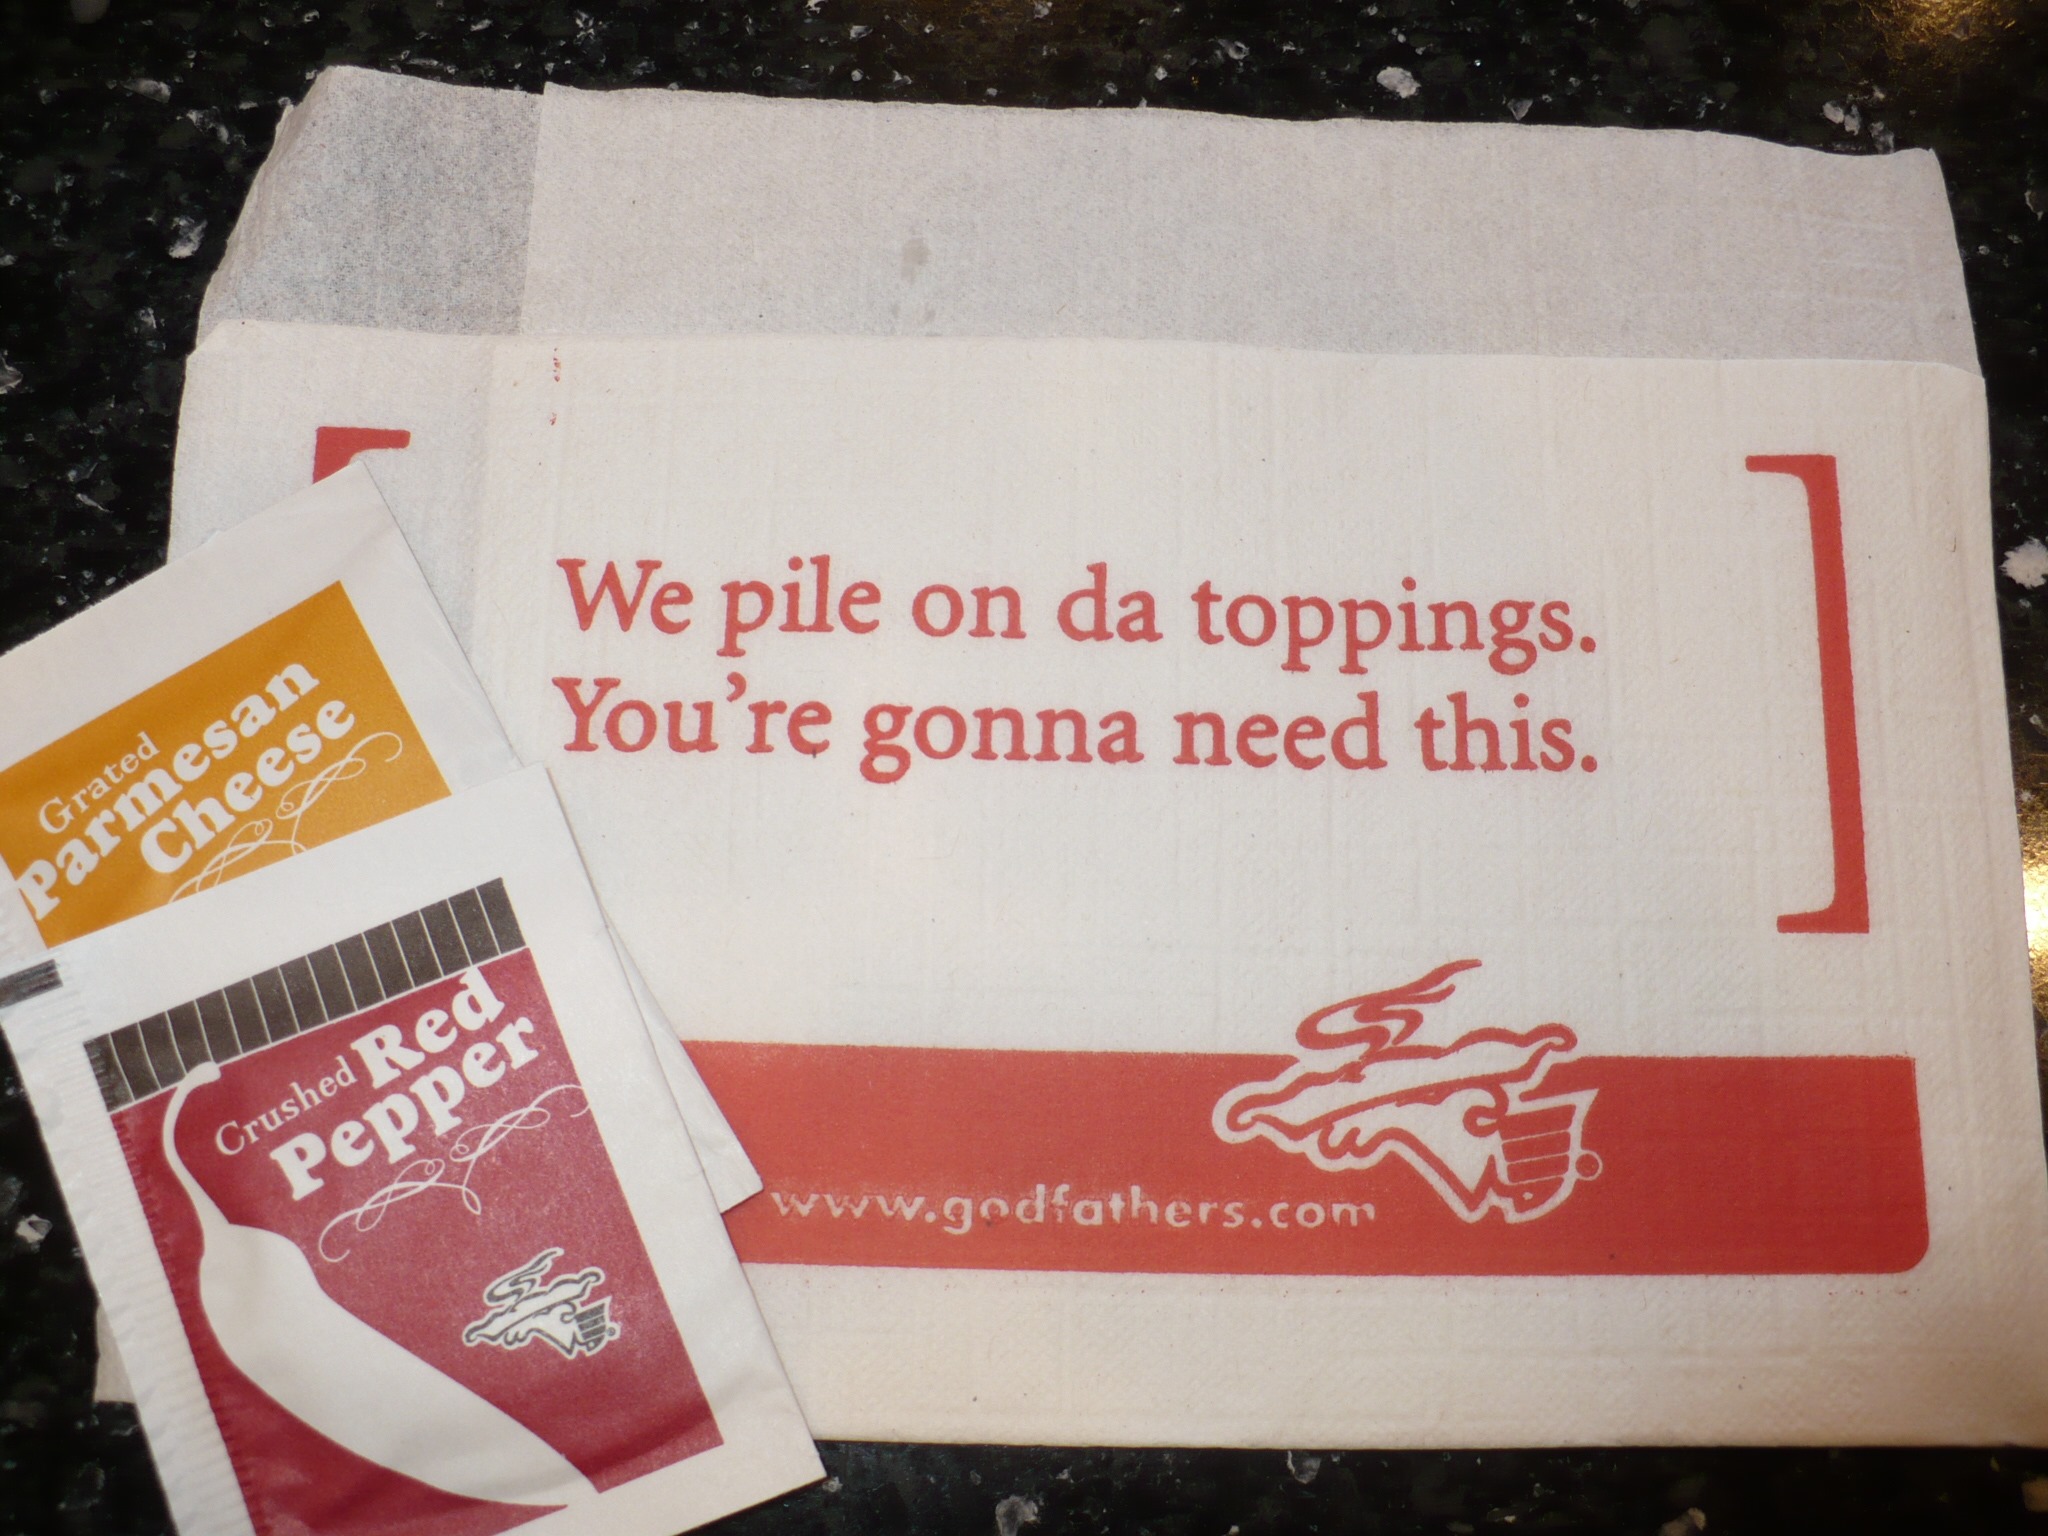 We pile on da toppings.
You're gonna need this.
www.godfathers.com
Grated
Parmesan
Cheese
Crushed Red
Pepper